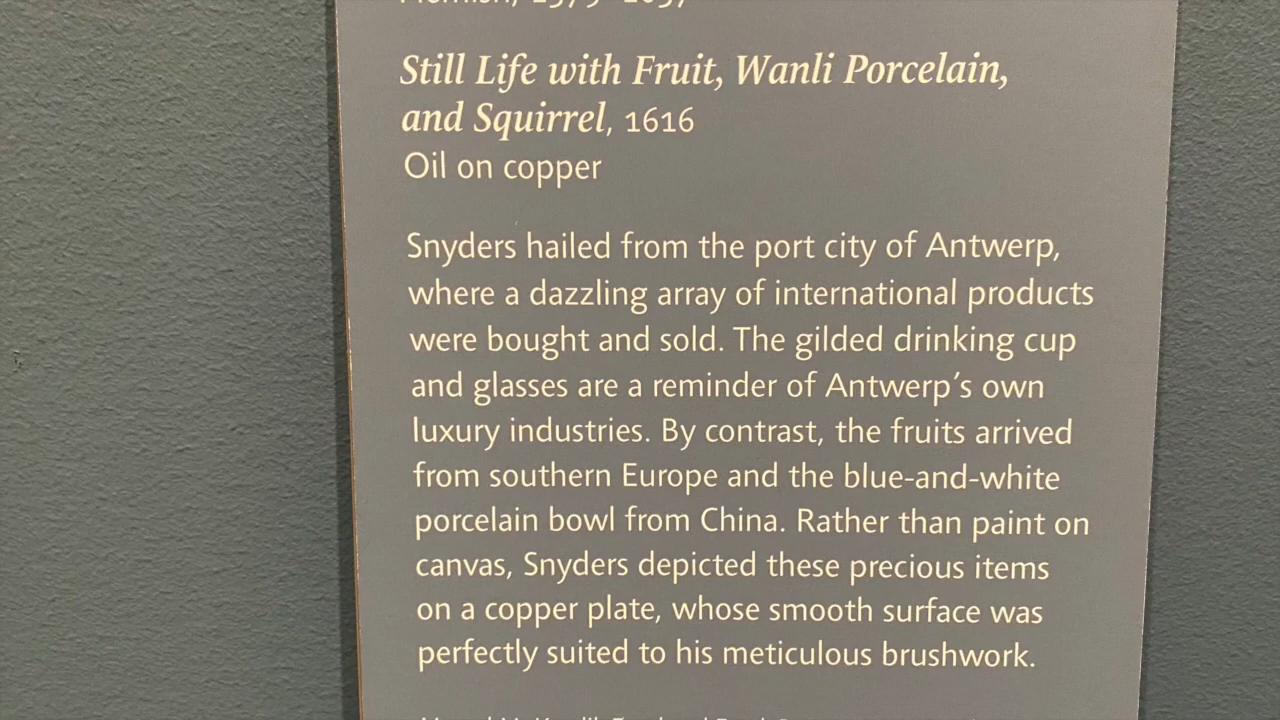 Still Life with Fruit, Wanli Porcelain,
and Squirrel, 1616
Oil on copper
Snyders hailed from the port city of Antwerp,
where a dazzling array of international products
were bought and sold. The gilded drinking cup
and glasses are a reminder of Antwerp's own
luxury industries. By contrast, the fruits arrived
from southern Europe and the blue-and-white
porcelain bowl from China. Rather than paint on
canvas, Snyders depicted these precious items
on a copper plate, whose smooth surface was
perfectly suited to his meticulous brushwork.